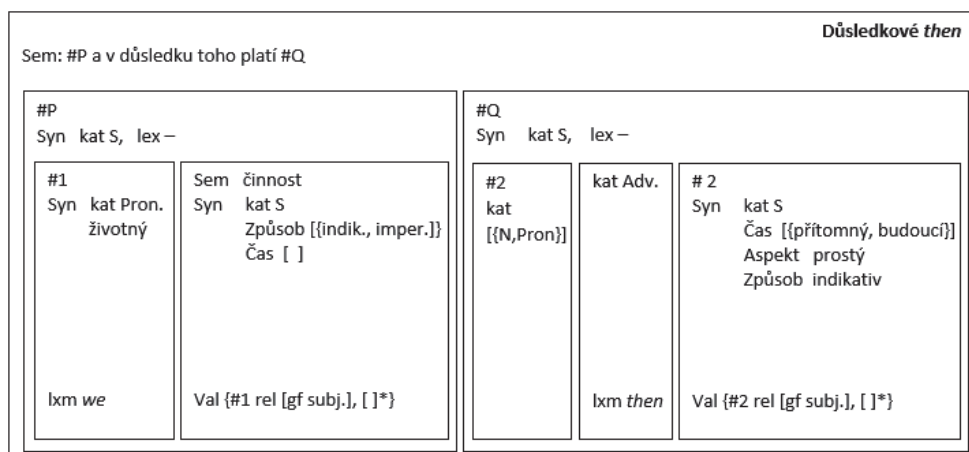 Důsledkové then
Sem: #P a v důsledku toho platí #Q
#P
Syn kat S, lex –
#1
Syn kat Pron.
životný
lxm we
Sem činnost
Syn kat S
Způsob [{indik., imper.]}
Čas [ ]
Val {#1 rel [gf subj.], [ ]*}
#Q
Syn kat S, lex –
#2
kat
[{N,Pron}]
kat Adv.
lxm then
# 2
Syn kat S
Čas [{přítomný, budoucí}]
Aspekt prostý
Způsob indikativ
Val {#2 rel [gf subj.], [ ]*}